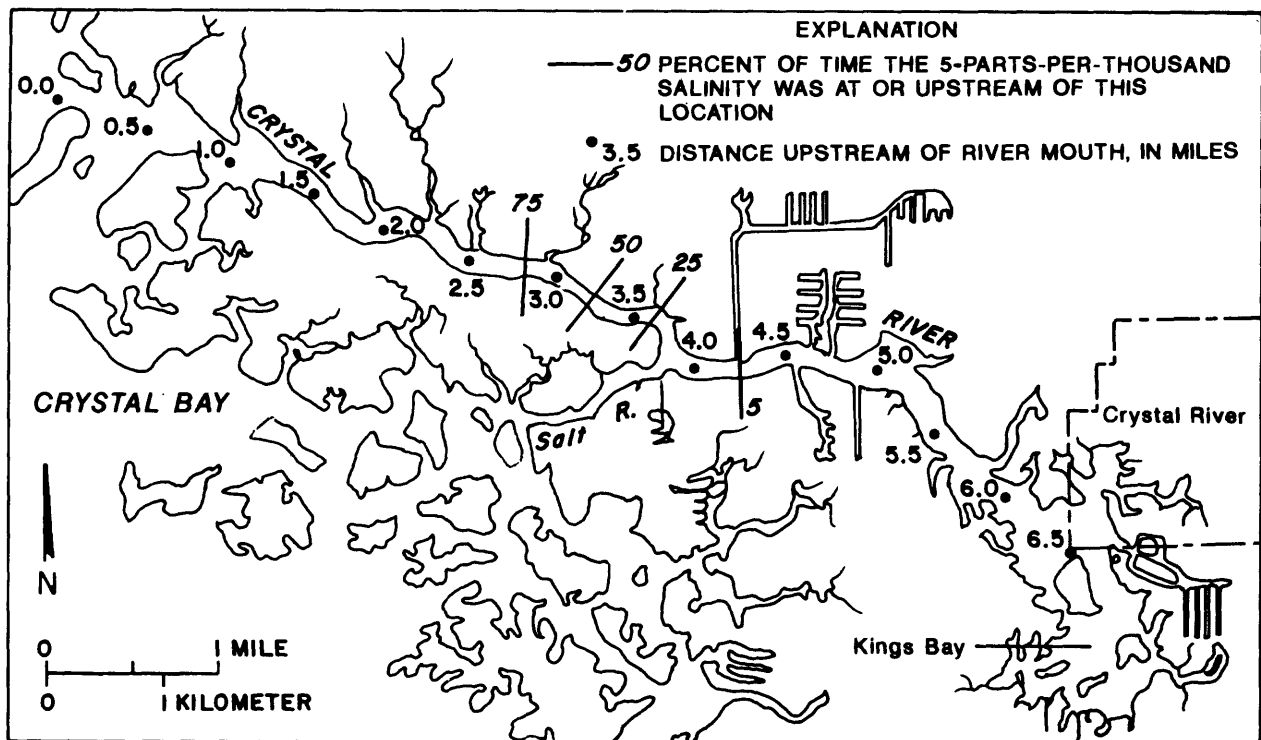 EXPLANATION
50 PERCENT OF TIME THE 5-PARTS-PER-THOUSAND
SALINITY WAS AT OR UPSTREAM OF THIS
LOCATION
3.5 DISTANCE UPSTREAM OF RIVER MOUTH, IN MILES
0.0
0.5
1.0
CRYSTAL
1.5
2.0
75
2.5
3.0
50
3.5
25
4.0
4.5
RIVER
5.0
5
CRYSTAL BAY
Salt R.
Crystal River
5.5
6.0
6.5
N
Kings Bay
0 1 MILE
0 1 KILOMETER